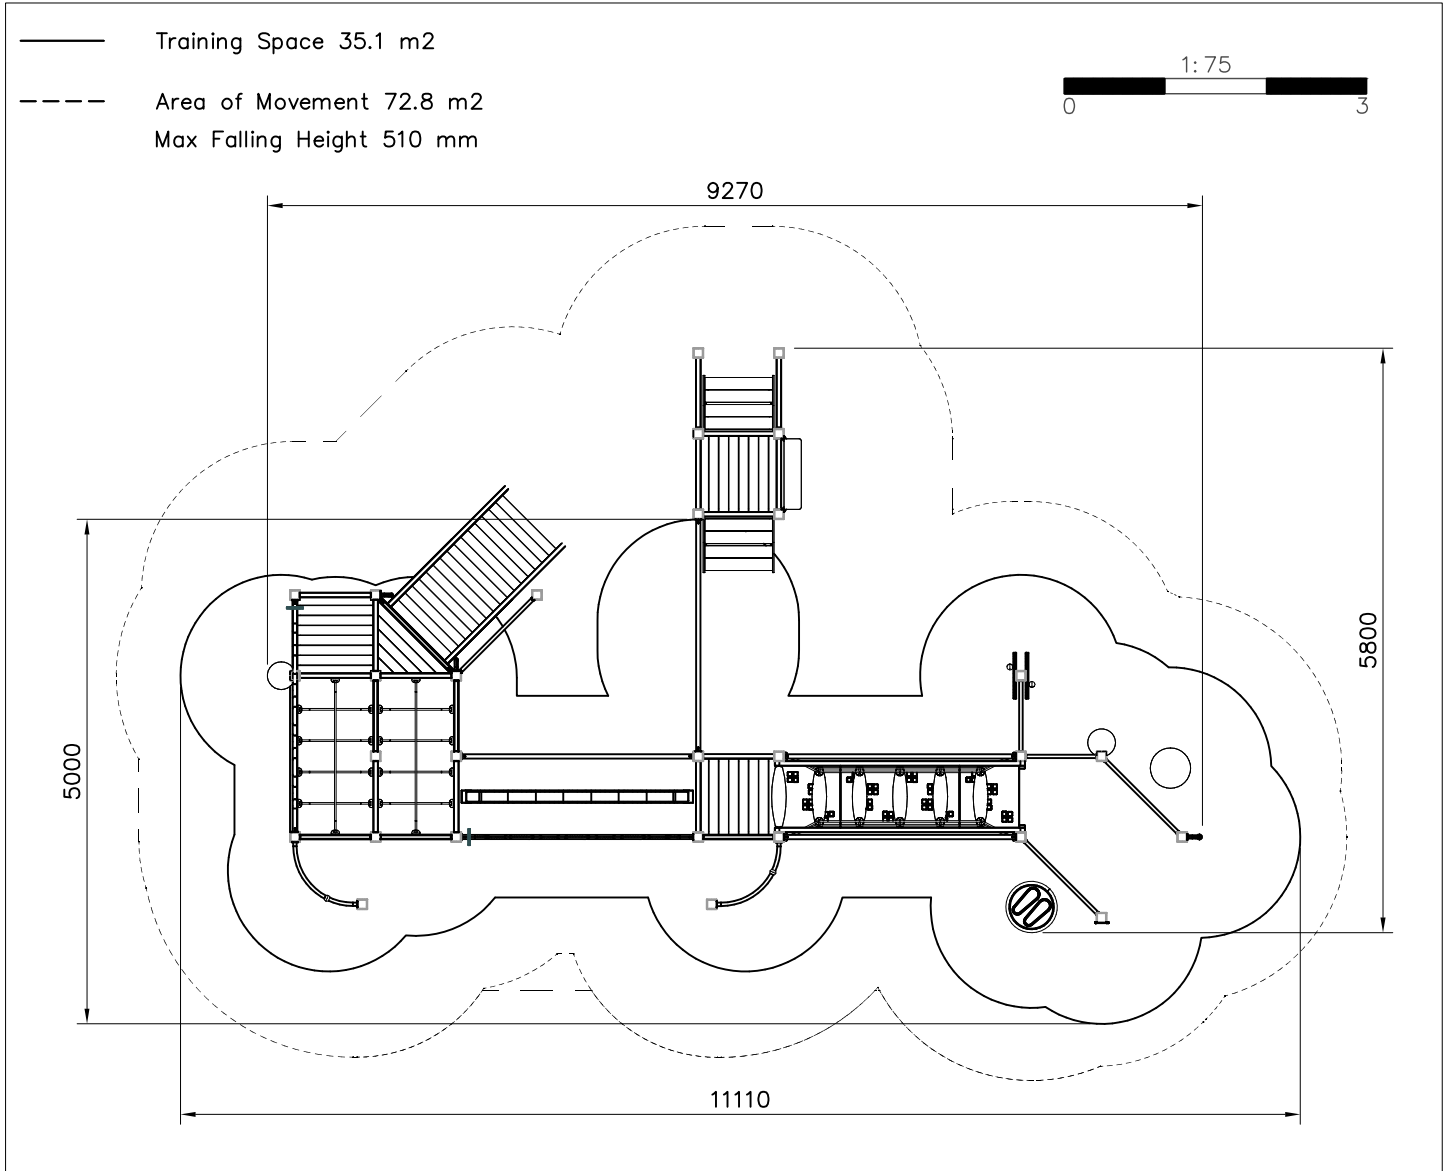 Training Space 35.1 m2
1:75
Area of Movement 72.8 m2
0 3
Max Falling Height 510 mm
9270
5800
5000
11110